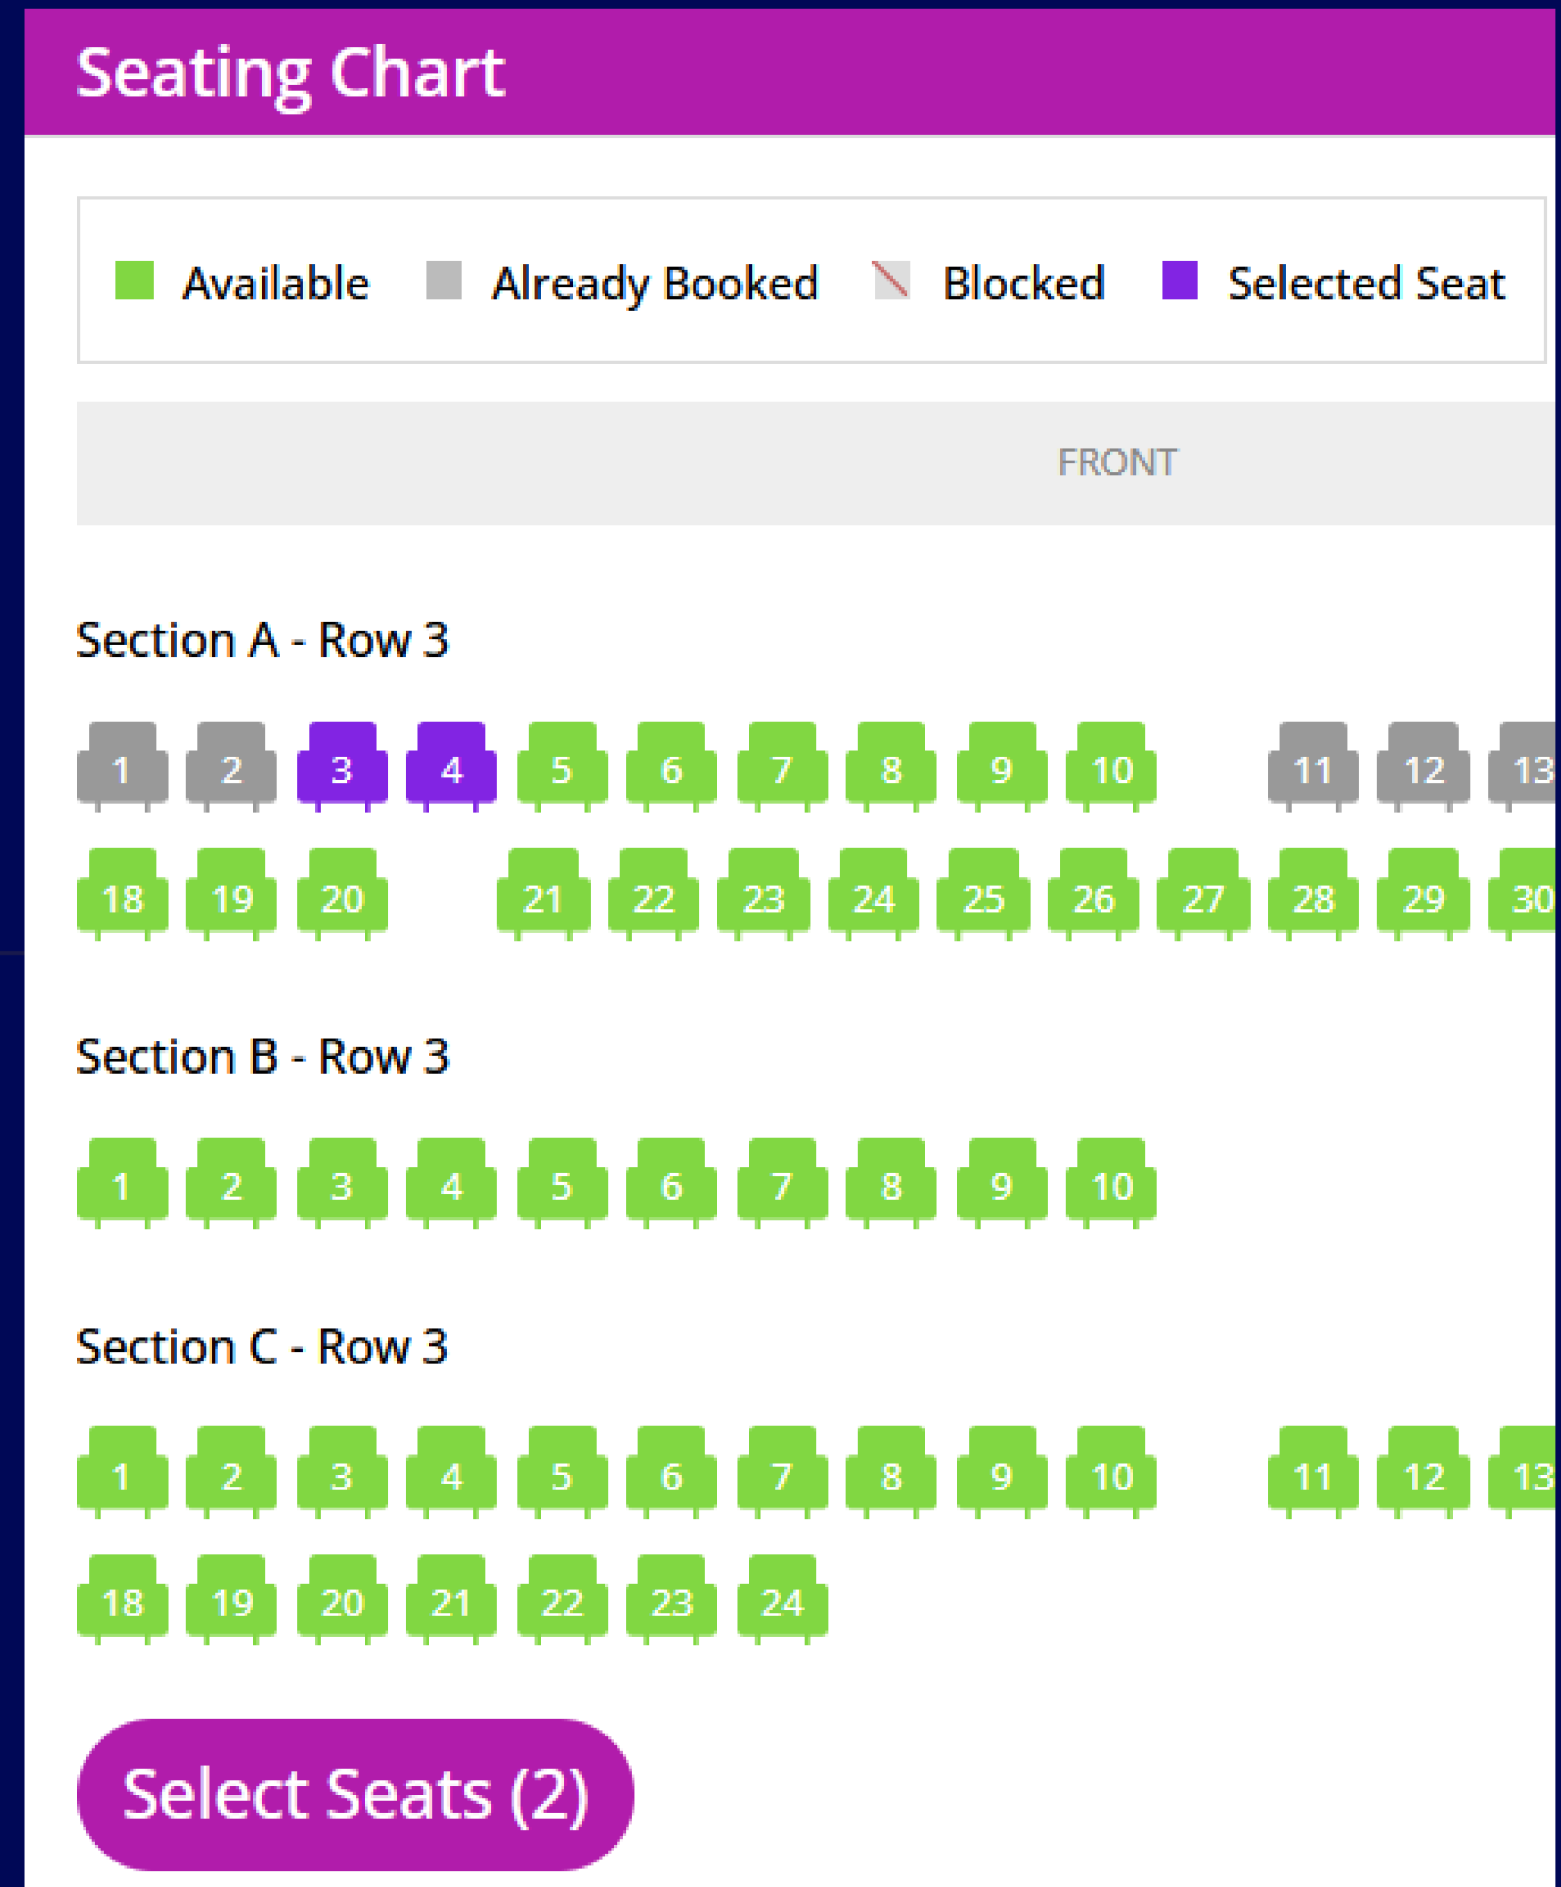 Seating Chart
Available Already Booked Blocked Selected Seat
FRONT
Section A - Row 3
1 2 3 4 5 6 7 8 9 10 11 12 13
18 19 20 21 22 23 24 25 26 27 28 29 30
Section B - Row 3
1 2 3 4 5 6 7 8 9 10
Section C - Row 3
1 2 3 4 5 6 7 8 9 10 11 12 13
18 19 20 21 22 23 24
Select Seats (2)